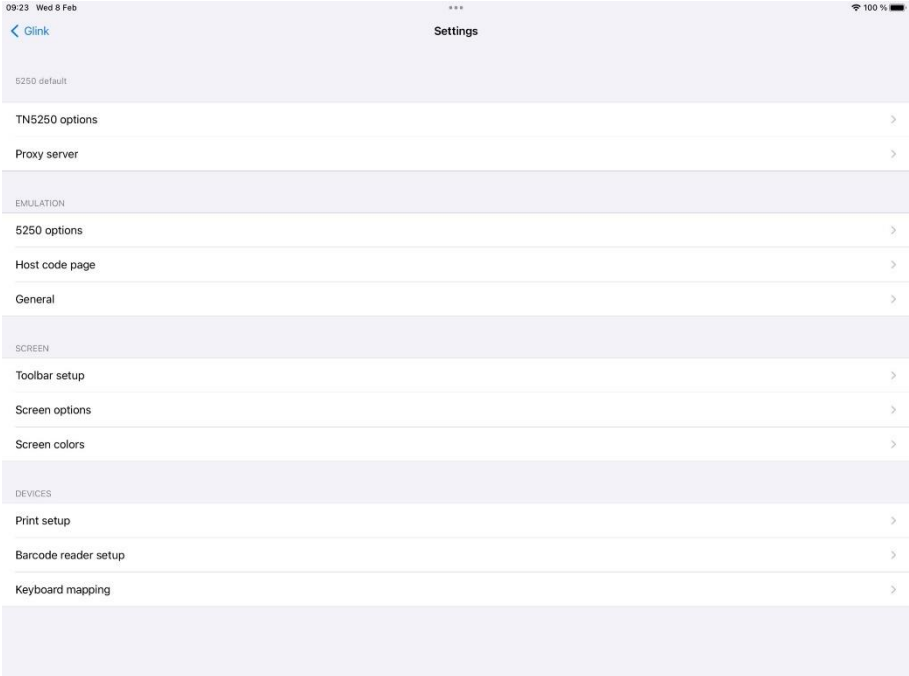 09:23 Wed 8 Feb
100 %
Glink
Settings
5250 default
TN5250 options
Proxy server
EMULATION
5250 options
Host code page
General
SCREEN
Toolbar setup
Screen options
Screen colors
DEVICES
Print setup
Barcode reader setup
Keyboard mapping